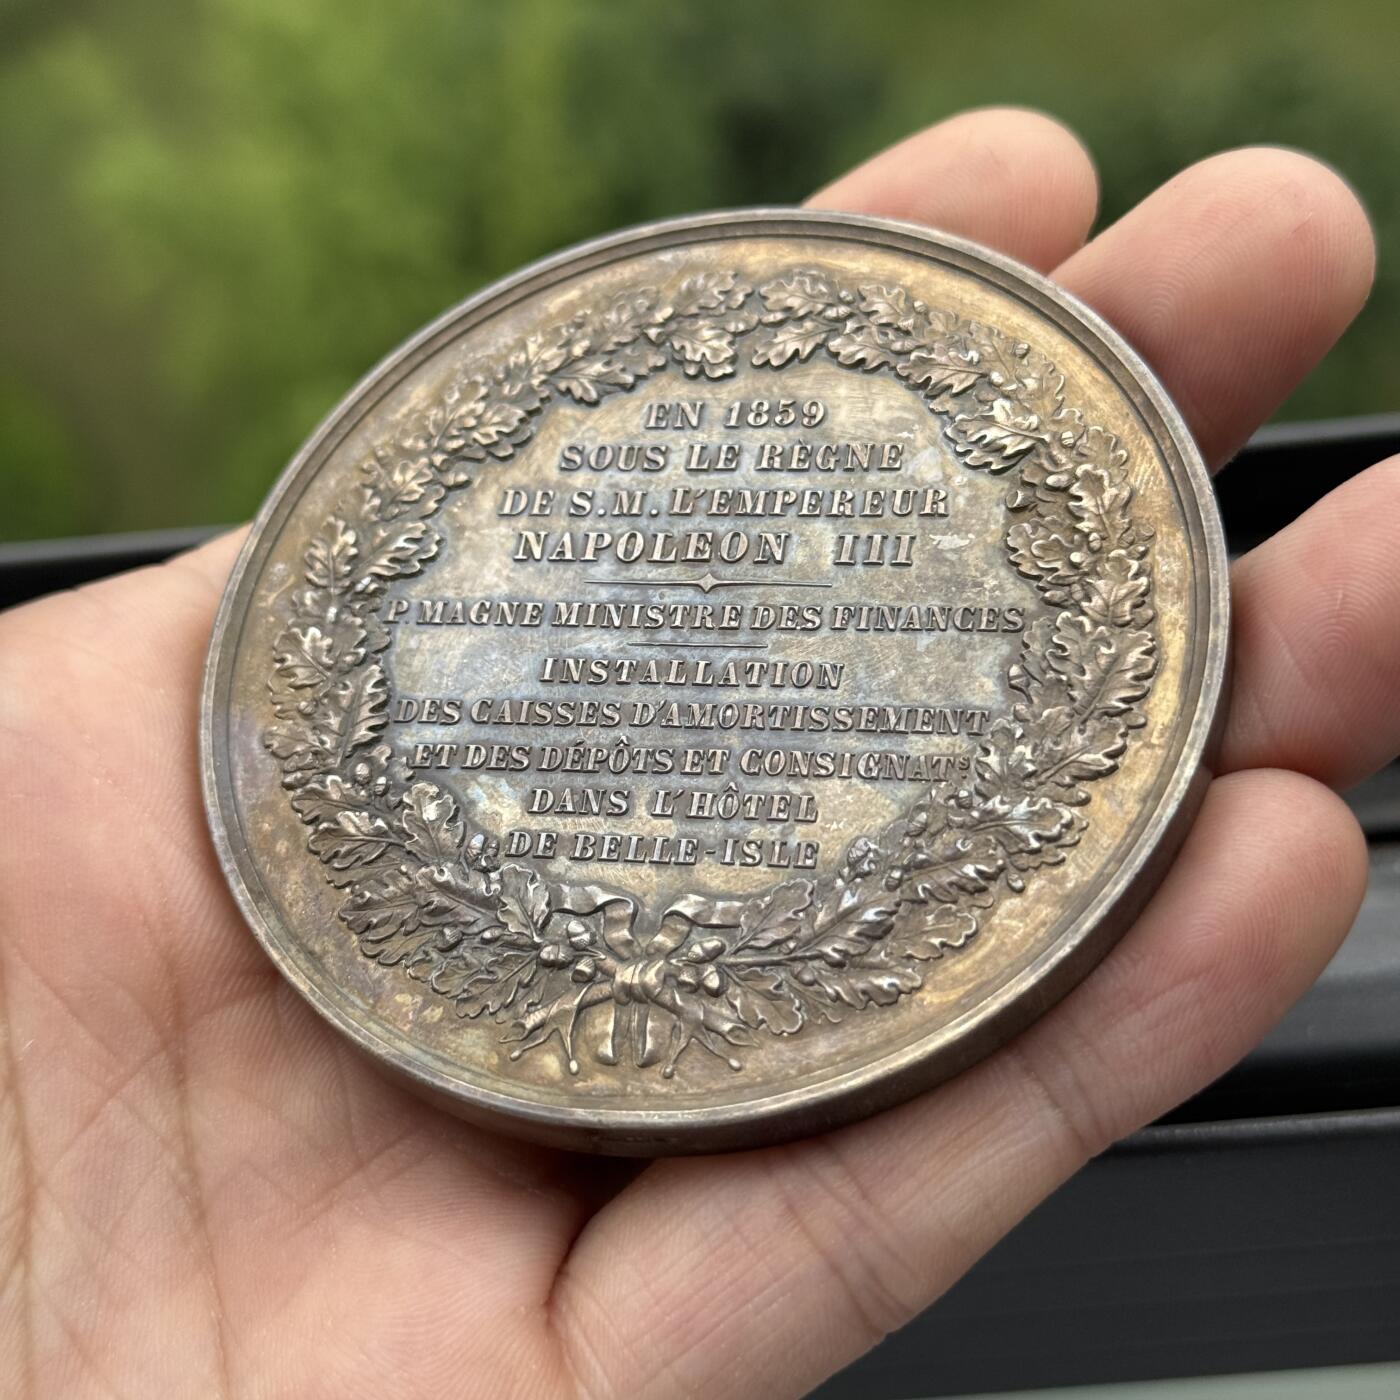 EN 1859
SOUS LE RÈGNE
DE S.M. L'EMPEREUR
NAPOLEON III
P. MAGNE MINISTRE DES FINANCES
INSTALLATION
DES CAISSES D'AMORTISSEMENT
ET DES DÉPÔTS ET CONSIGNATˢ
DANS L'HÔTEL
DE BELLE-ISLE